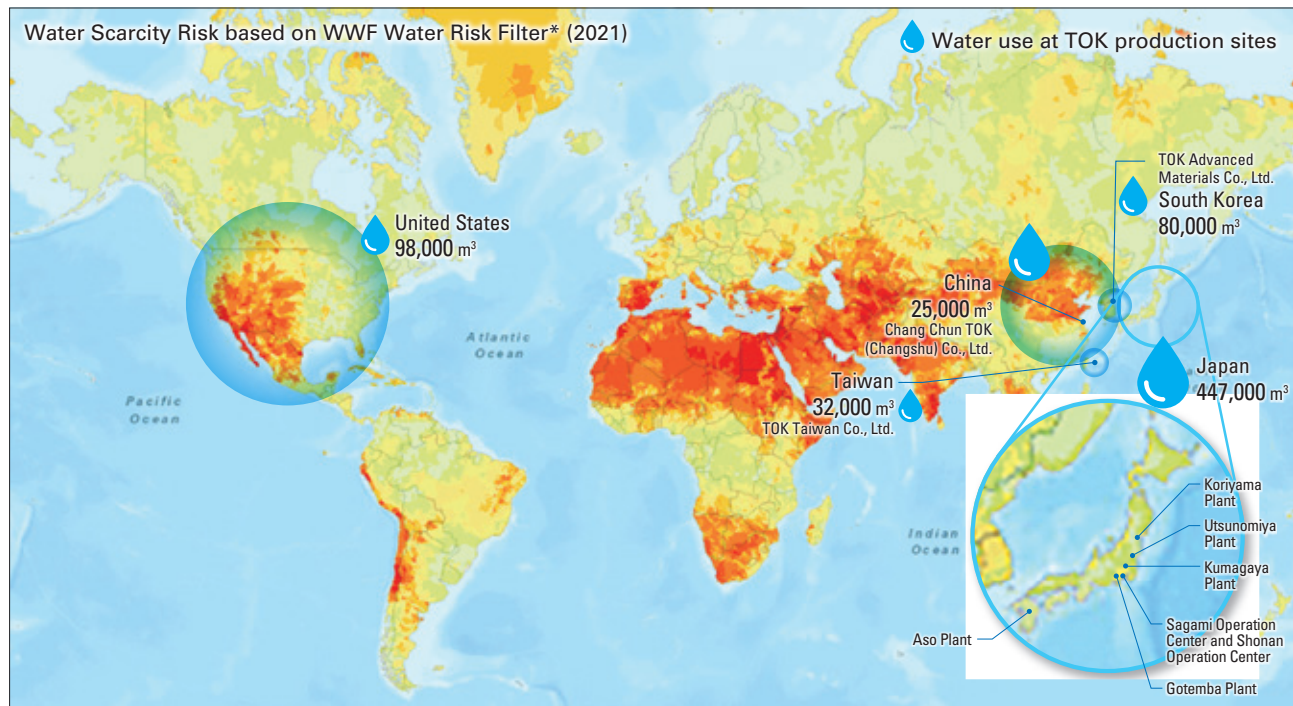 Water Scarcity Risk based on WWF Water Risk Filter* (2021)
Water use at TOK production sites
TOK Advanced
Materials Co., Ltd.
South Korea
80,000 m³
United States
98,000 m³
China
25,000 m³
Chang Chun TOK
(Changshu) Co., Ltd.
Atlantic
Ocean
Japan
447,000 m³
Taiwan
32,000 m³
TOK Taiwan Co., Ltd.
Pacific
Ocean
Indian
Ocean
Koriyama
Plant
Utsunomiya
Plant
Kumagaya
Plant
Sagami Operation
Center and Shonan
Operation Center
Aso Plant
Gotemba Plant